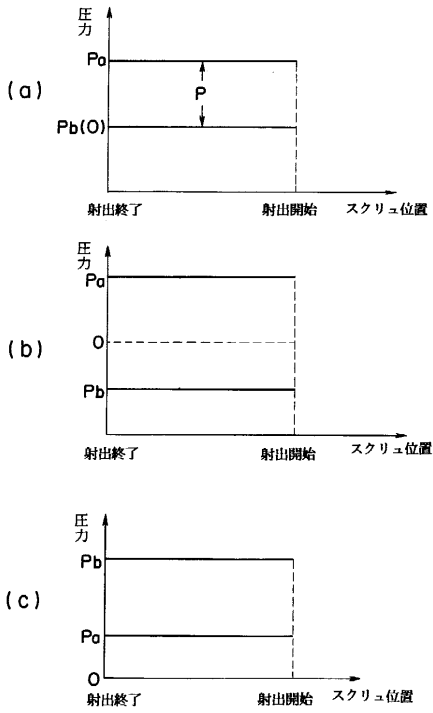 圧力
Pa
(a)
P
Pb(0)
射出終了 射出開始 スクリュ位置
圧力
Pa
(b)
0
Pb
射出終了 射出開始 スクリュ位置
圧力
Pb
(c)
Pa
0
射出終了 射出開始 スクリュ位置